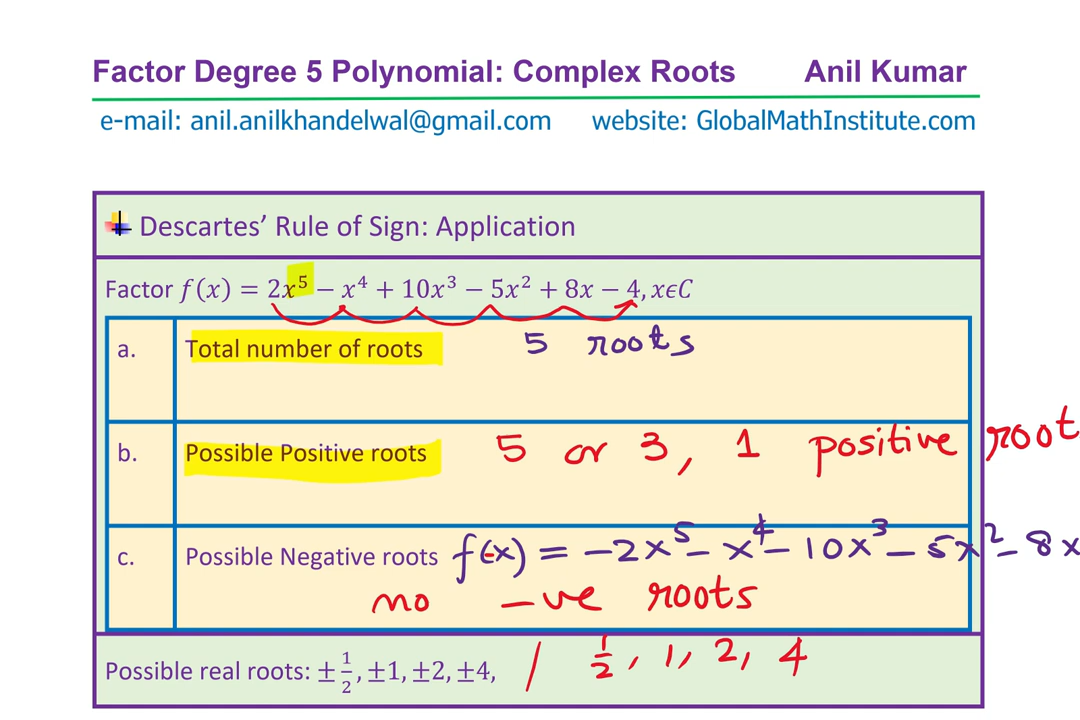 Factor Degree 5 Polynomial: Complex Roots Anil Kumar
e-mail: anil.anilkhandelwal@gmail.com website: GlobalMathInstitute.com
Descartes’ Rule of Sign: Application
Factor f(x) = 2x⁵ − x⁴ + 10x³ − 5x² + 8x − 4, xϵC
a. Total number of roots 5 roots
b. Possible Positive roots 5 or 3, 1 positive root
c. Possible Negative roots f(-x) = -2x⁵ - x⁴ - 10x³ - 5x² - 8x
no -ve roots
Possible real roots: ±1/2, ±1, ±2, ±4, / 1/2, 1, 2, 4